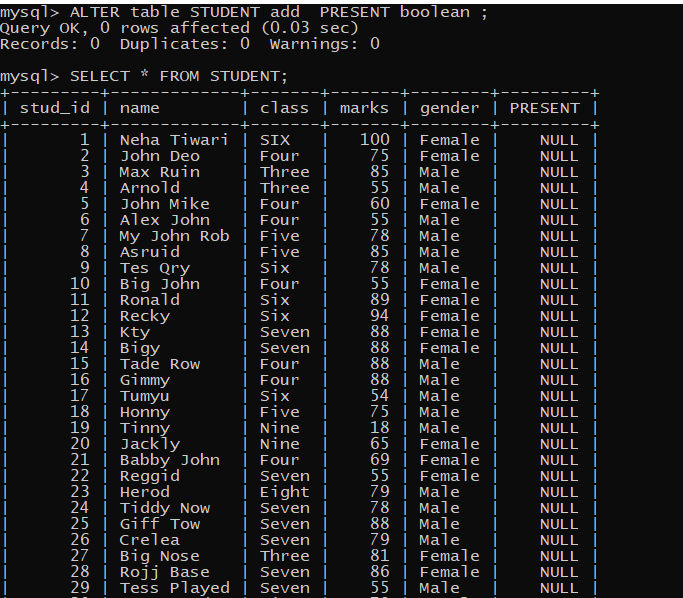 mysql> ALTER table STUDENT add  PRESENT boolean ;
Query OK, 0 rows affected (0.03 sec)
Records: 0  Duplicates: 0  Warnings: 0
mysql> SELECT * FROM STUDENT;
+---------+-------------+-------+-------+--------+---------+
| stud_id | name        | class | marks | gender | PRESENT |
+---------+-------------+-------+-------+--------+---------+
|       1 | Neha Tiwari | SIX   |   100 | Female |    NULL |
|       2 | John Deo    | Four  |    75 | Female |    NULL |
|       3 | Max Ruin    | Three |    85 | Male   |    NULL |
|       4 | Arnold      | Three |    55 | Male   |    NULL |
|       5 | John Mike   | Four  |    60 | Female |    NULL |
|       6 | Alex John   | Four  |    55 | Male   |    NULL |
|       7 | My John Rob | Five  |    78 | Male   |    NULL |
|       8 | Asruid      | Five  |    85 | Male   |    NULL |
|       9 | Tes Qry     | Six   |    78 | Male   |    NULL |
|      10 | Big John    | Four  |    55 | Female |    NULL |
|      11 | Ronald      | Six   |    89 | Female |    NULL |
|      12 | Recky       | Six   |    94 | Female |    NULL |
|      13 | Kty         | Seven |    88 | Female |    NULL |
|      14 | Bigy        | Seven |    88 | Female |    NULL |
|      15 | Tade Row    | Four  |    88 | Male   |    NULL |
|      16 | Gimmy       | Four  |    88 | Male   |    NULL |
|      17 | Tumyu       | Six   |    54 | Male   |    NULL |
|      18 | Honny       | Five  |    75 | Male   |    NULL |
|      19 | Tinny       | Nine  |    18 | Male   |    NULL |
|      20 | Jackly      | Nine  |    65 | Female |    NULL |
|      21 | Babby John  | Four  |    69 | Female |    NULL |
|      22 | Reggid      | Seven |    55 | Female |    NULL |
|      23 | Herod       | Eight |    79 | Male   |    NULL |
|      24 | Tiddy Now   | Seven |    78 | Male   |    NULL |
|      25 | Giff Tow    | Seven |    88 | Male   |    NULL |
|      26 | Crelea      | Seven |    79 | Male   |    NULL |
|      27 | Big Nose    | Three |    81 | Female |    NULL |
|      28 | Rojj Base   | Seven |    86 | Female |    NULL |
|      29 | Tess Played | Seven |    55 | Male   |    NULL |